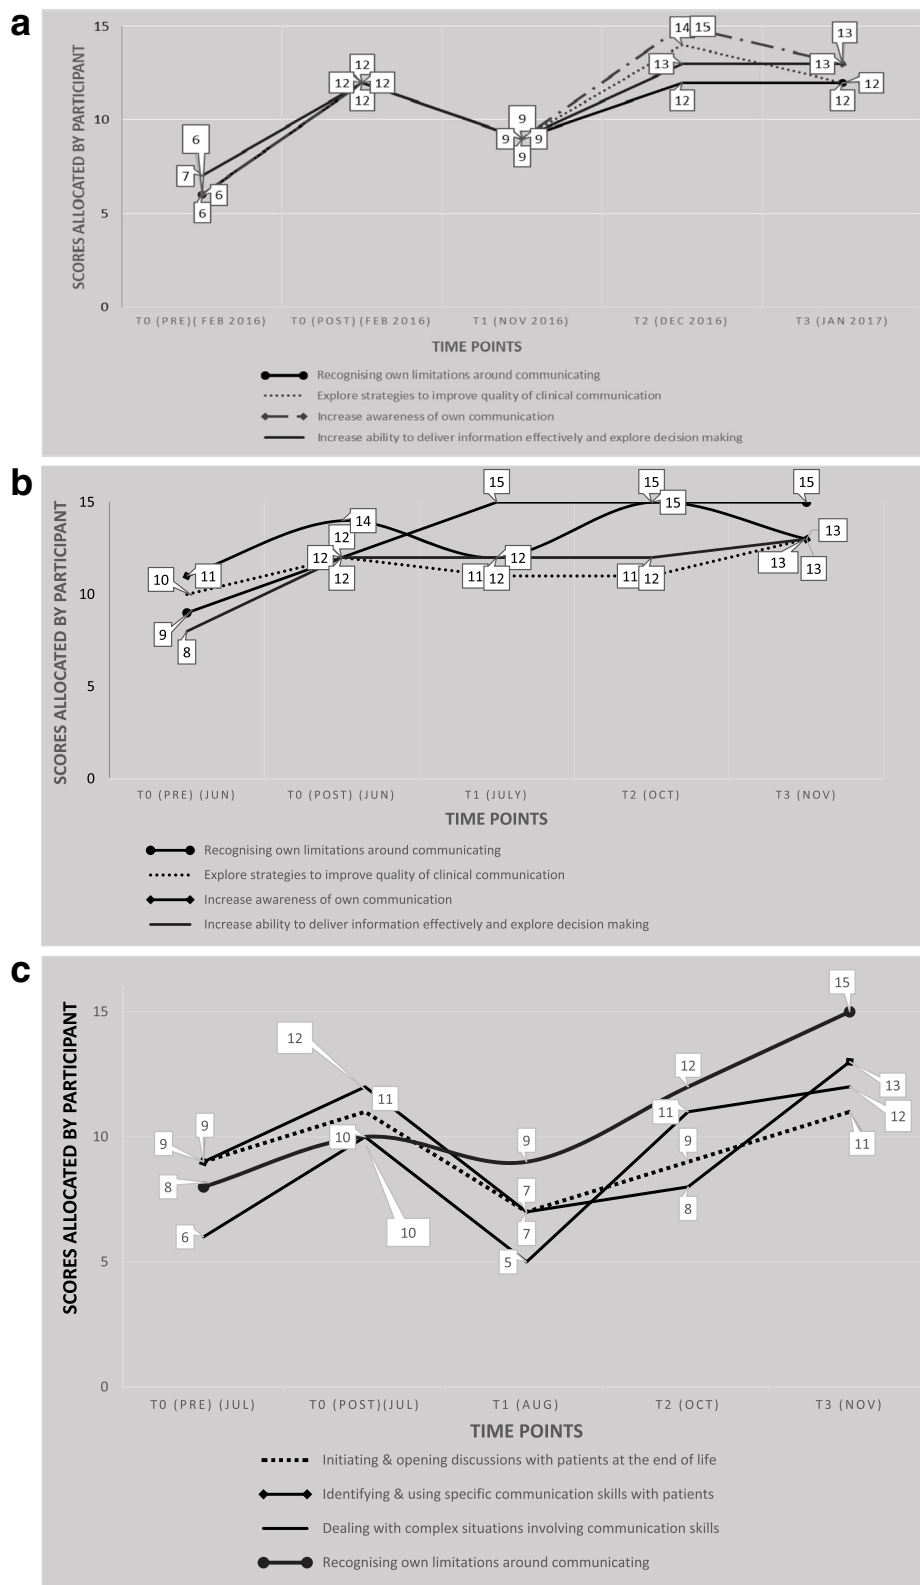 a
SCORES ALLOCATED BY PARTICIPANT
15
10
5
0
6
7
6
6
12
12
12
12
9
9
9
9
14
15
13
12
13
13
12
12
T0 (PRE)( FEB 2016)
T0 (POST) (FEB 2016)
T1 (NOV 2016)
T2 (DEC 2016)
T3 (JAN 2017)
TIME POINTS
Recognising own limitations around communicating
Explore strategies to improve quality of clinical communication
Increase awareness of own communication
Increase ability to deliver information effectively and explore decision making
b
SCORES ALLOCATED BY PARTICIPANT
15
10
5
0
10
11
9
8
14
12
12
12
15
12
11
12
15
15
11
12
15
13
13
13
T0 (PRE) (JUN)
T0 (POST) (JUN)
T1 (JULY)
T2 (OCT)
T3 (NOV)
TIME POINTS
Recognising own limitations around communicating
Explore strategies to improve quality of clinical communication
Increase awareness of own communication
Increase ability to deliver information effectively and explore decision making
c
SCORES ALLOCATED BY PARTICIPANT
15
10
5
0
9
9
8
6
12
11
10
10
9
7
7
5
12
11
9
8
15
13
12
11
T0 (PRE) (JUL)
T0 (POST)(JUL)
T1 (AUG)
T2 (OCT)
T3 (NOV)
TIME POINTS
Initiating & opening discussions with patients at the end of life
Identifying & using specific communication skills with patients
Dealing with complex situations involving communication skills
Recognising own limitations around communicating